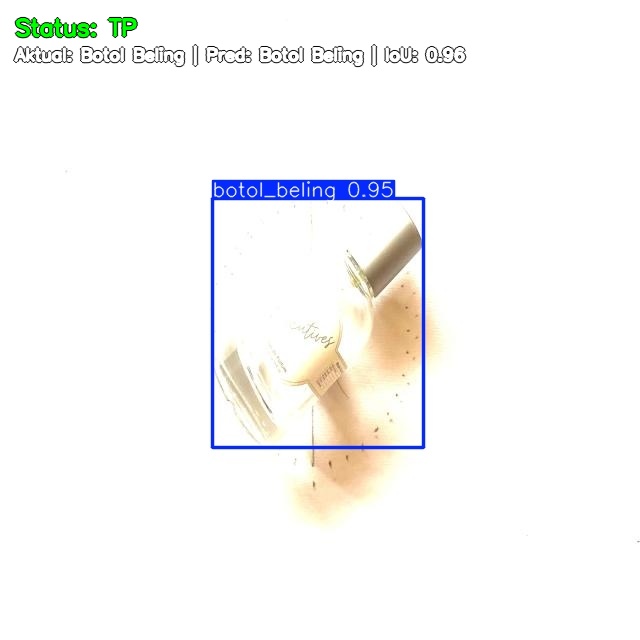 Status: TP
Aktual: Botol Beling | Pred: Botol Beling | IoU: 0.96
botol_beling 0.95